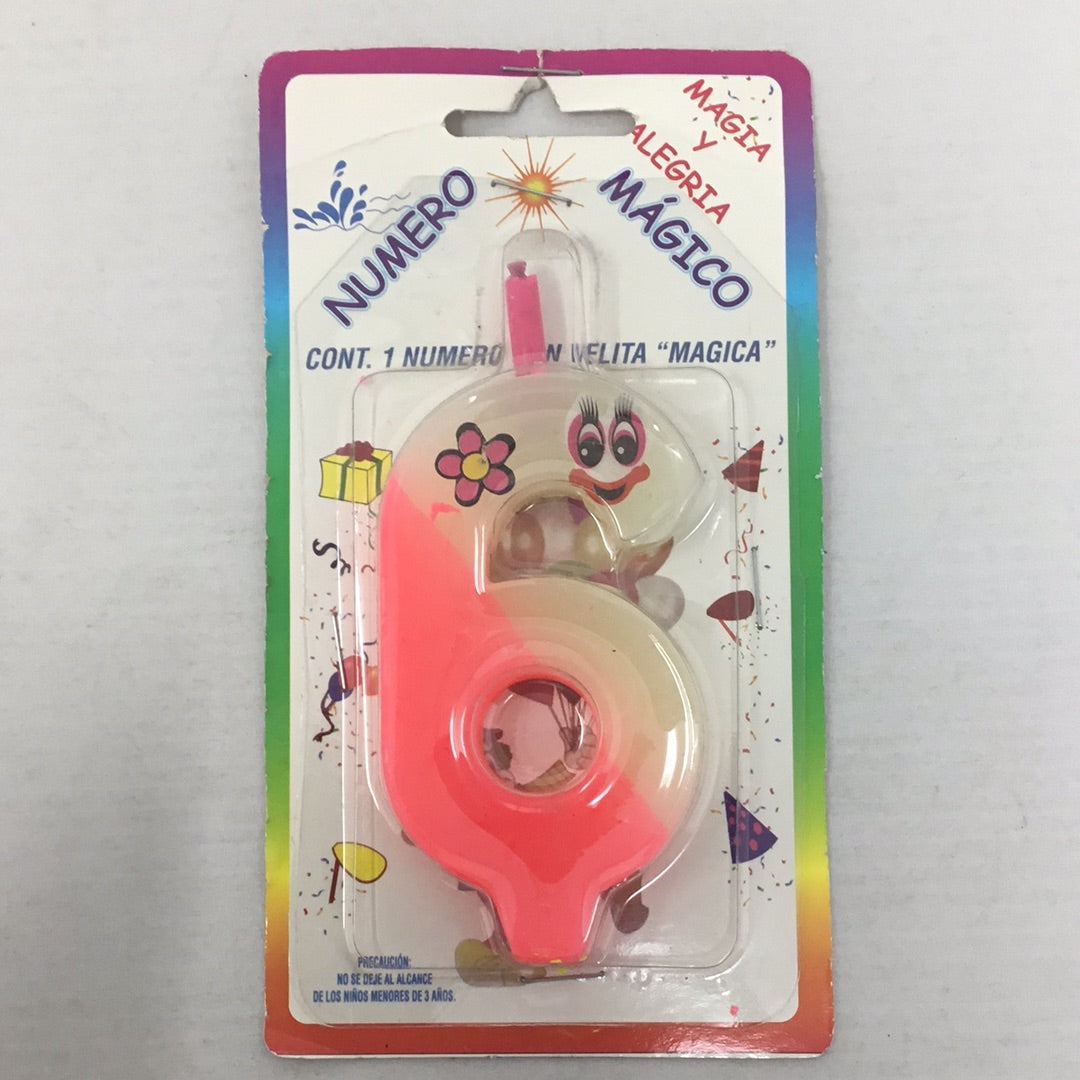 MAGIA
Y
ALEGRIA
NUMERO
MÁGICO
CONT. 1 NUMERO VELITA “MAGICA”
PRECAUCIÓN:
NO SE DEJE AL ALCANCE
DE LOS NIÑOS MENORES DE 3 AÑOS.